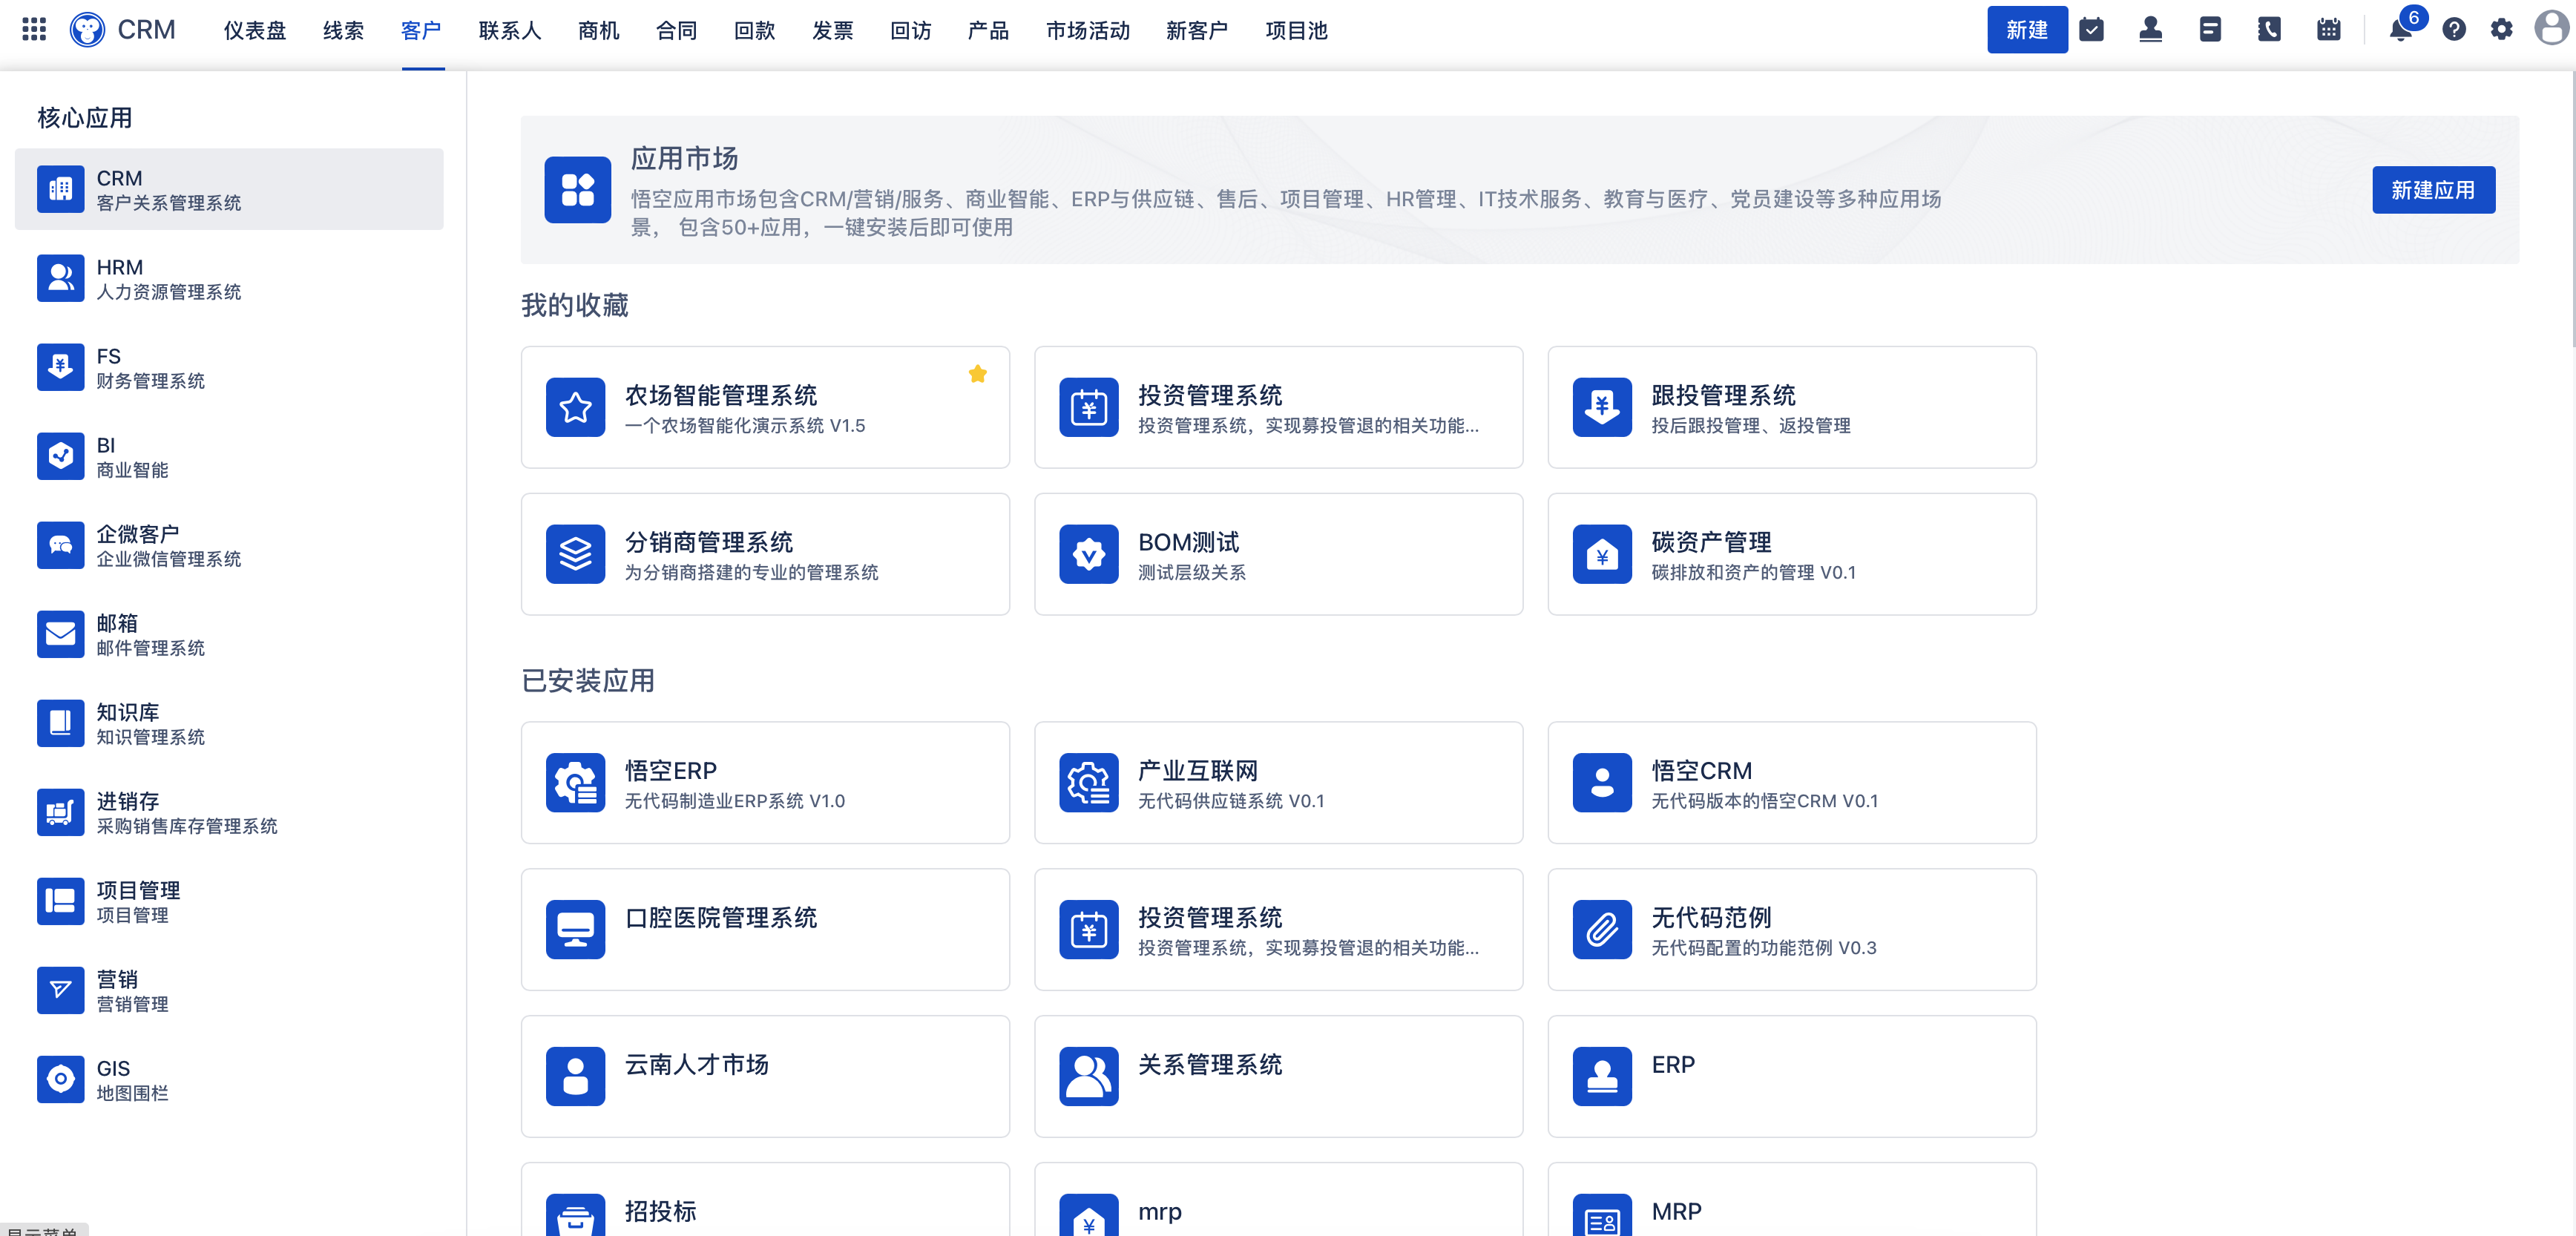 CRM
仪表盘 线索 客户 联系人 商机 合同 回款 发票 回访 产品 市场活动 新客户 项目池
新建
6
核心应用
CRM
客户关系管理系统
HRM
人力资源管理系统
FS
财务管理系统
BI
商业智能
企微客户
企业微信管理系统
邮箱
邮件管理系统
知识库
知识管理系统
进销存
采购销售库存管理系统
项目管理
项目管理
营销
营销管理
GIS
地图围栏
应用市场
悟空应用市场包含CRM/营销/服务、商业智能、ERP与供应链、售后、项目管理、HR管理、IT技术服务、教育与医疗、党员建设等多种应用场
景， 包含50+应用，一键安装后即可使用
新建应用
我的收藏
农场智能管理系统
一个农场智能化演示系统 V1.5
投资管理系统
投资管理系统，实现募投管退的相关功能...
跟投管理系统
投后跟投管理、返投管理
分销商管理系统
为分销商搭建的专业的管理系统
BOM测试
测试层级关系
碳资产管理
碳排放和资产的管理 V0.1
已安装应用
悟空ERP
无代码制造业ERP系统 V1.0
产业互联网
无代码供应链系统 V0.1
悟空CRM
无代码版本的悟空CRM V0.1
口腔医院管理系统
投资管理系统
投资管理系统，实现募投管退的相关功能...
无代码范例
无代码配置的功能范例 V0.3
云南人才市场
关系管理系统
ERP
招投标
mrp
MRP